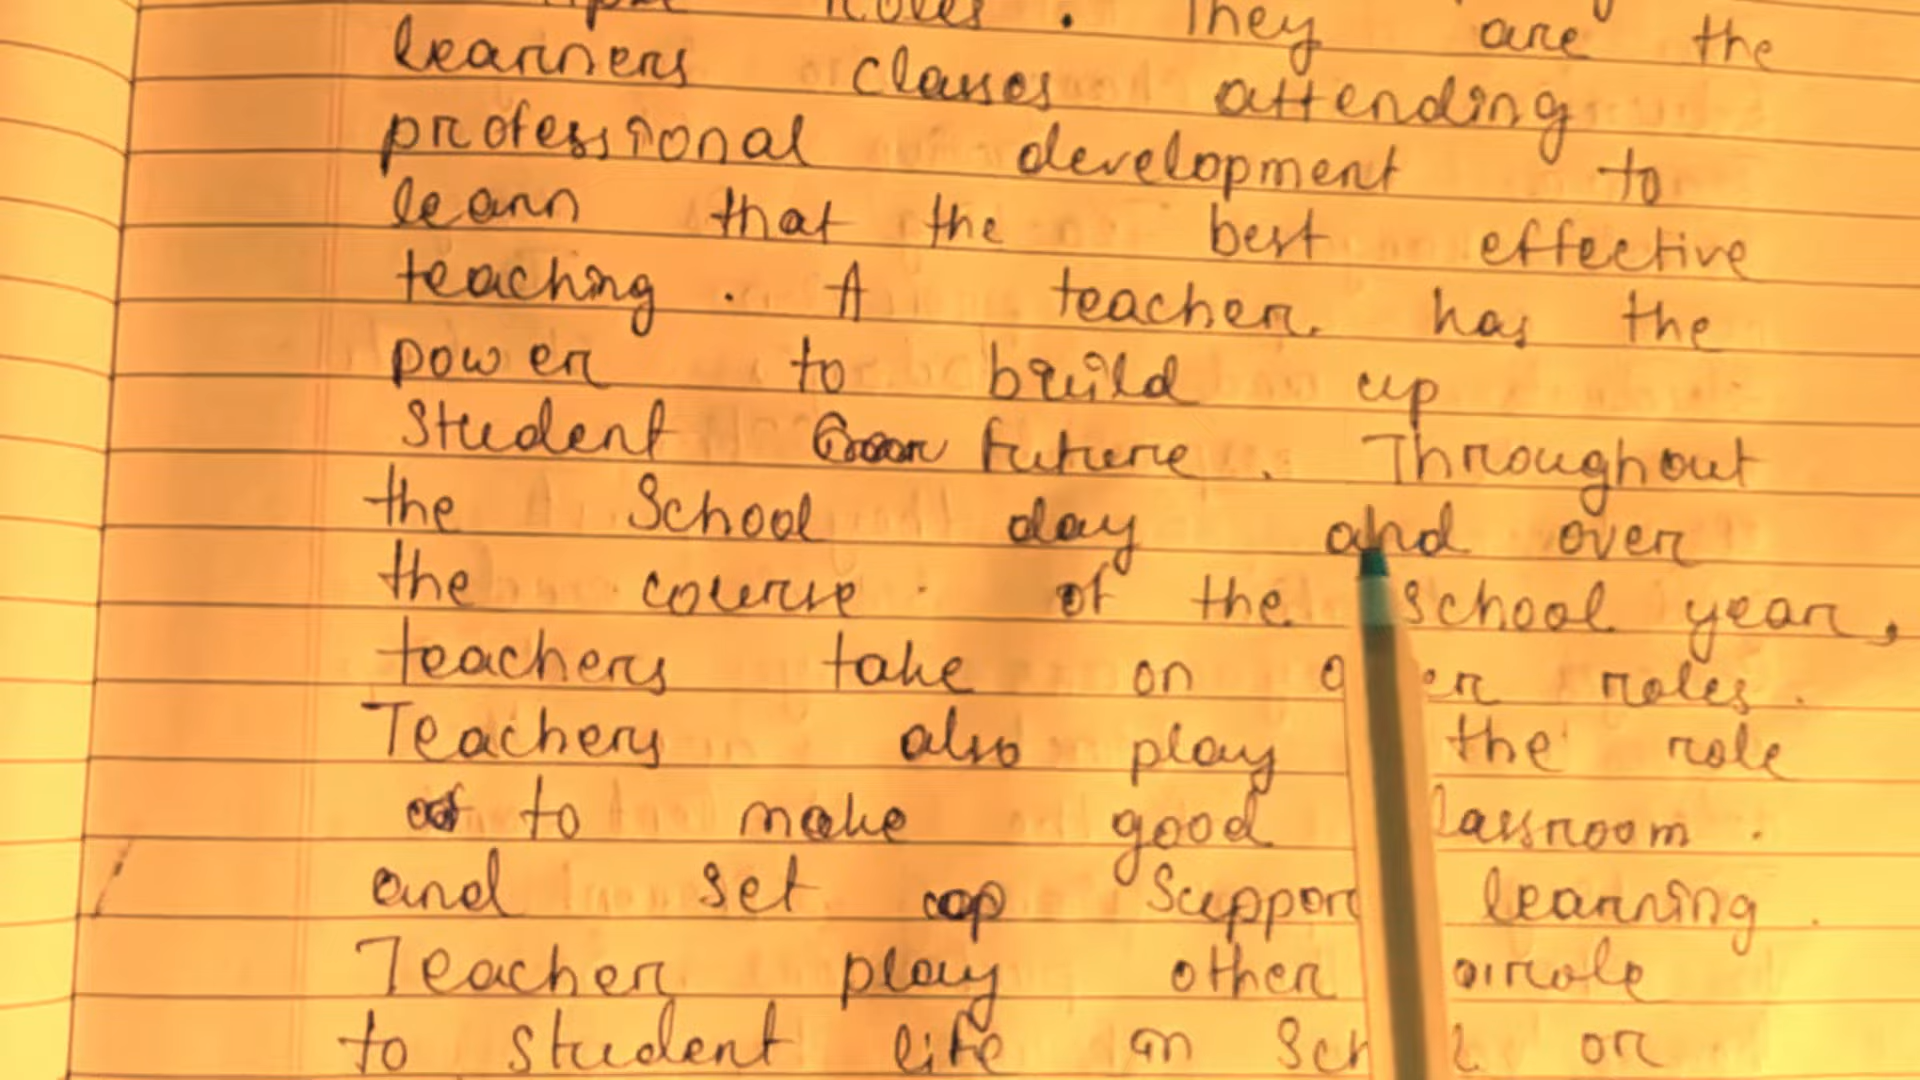 roles . They are the
learners classes attending
professional development to
learn that the best effective
teaching . A teacher. has the
power to build up
Student future . Throughout
the School day and over
the course of the School year,
teachers take on roles .
Teachers also play the role
to make good
and set up Support learning .
Teacher play other
to student life in or